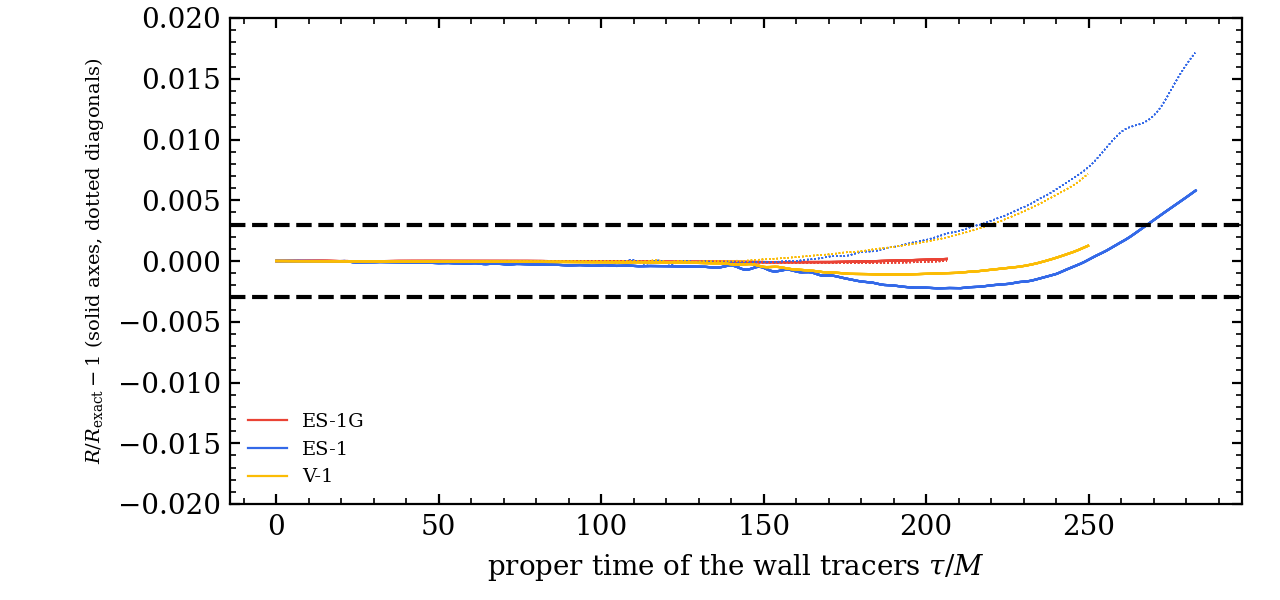 0.020
0.015
0.010
0.005
0.000
−0.005
−0.010
−0.015
−0.020
R/R_exact − 1 (solid axes, dotted diagonals)
ES-1G
ES-1
V-1
0 50 100 150 200 250
proper time of the wall tracers τ/M